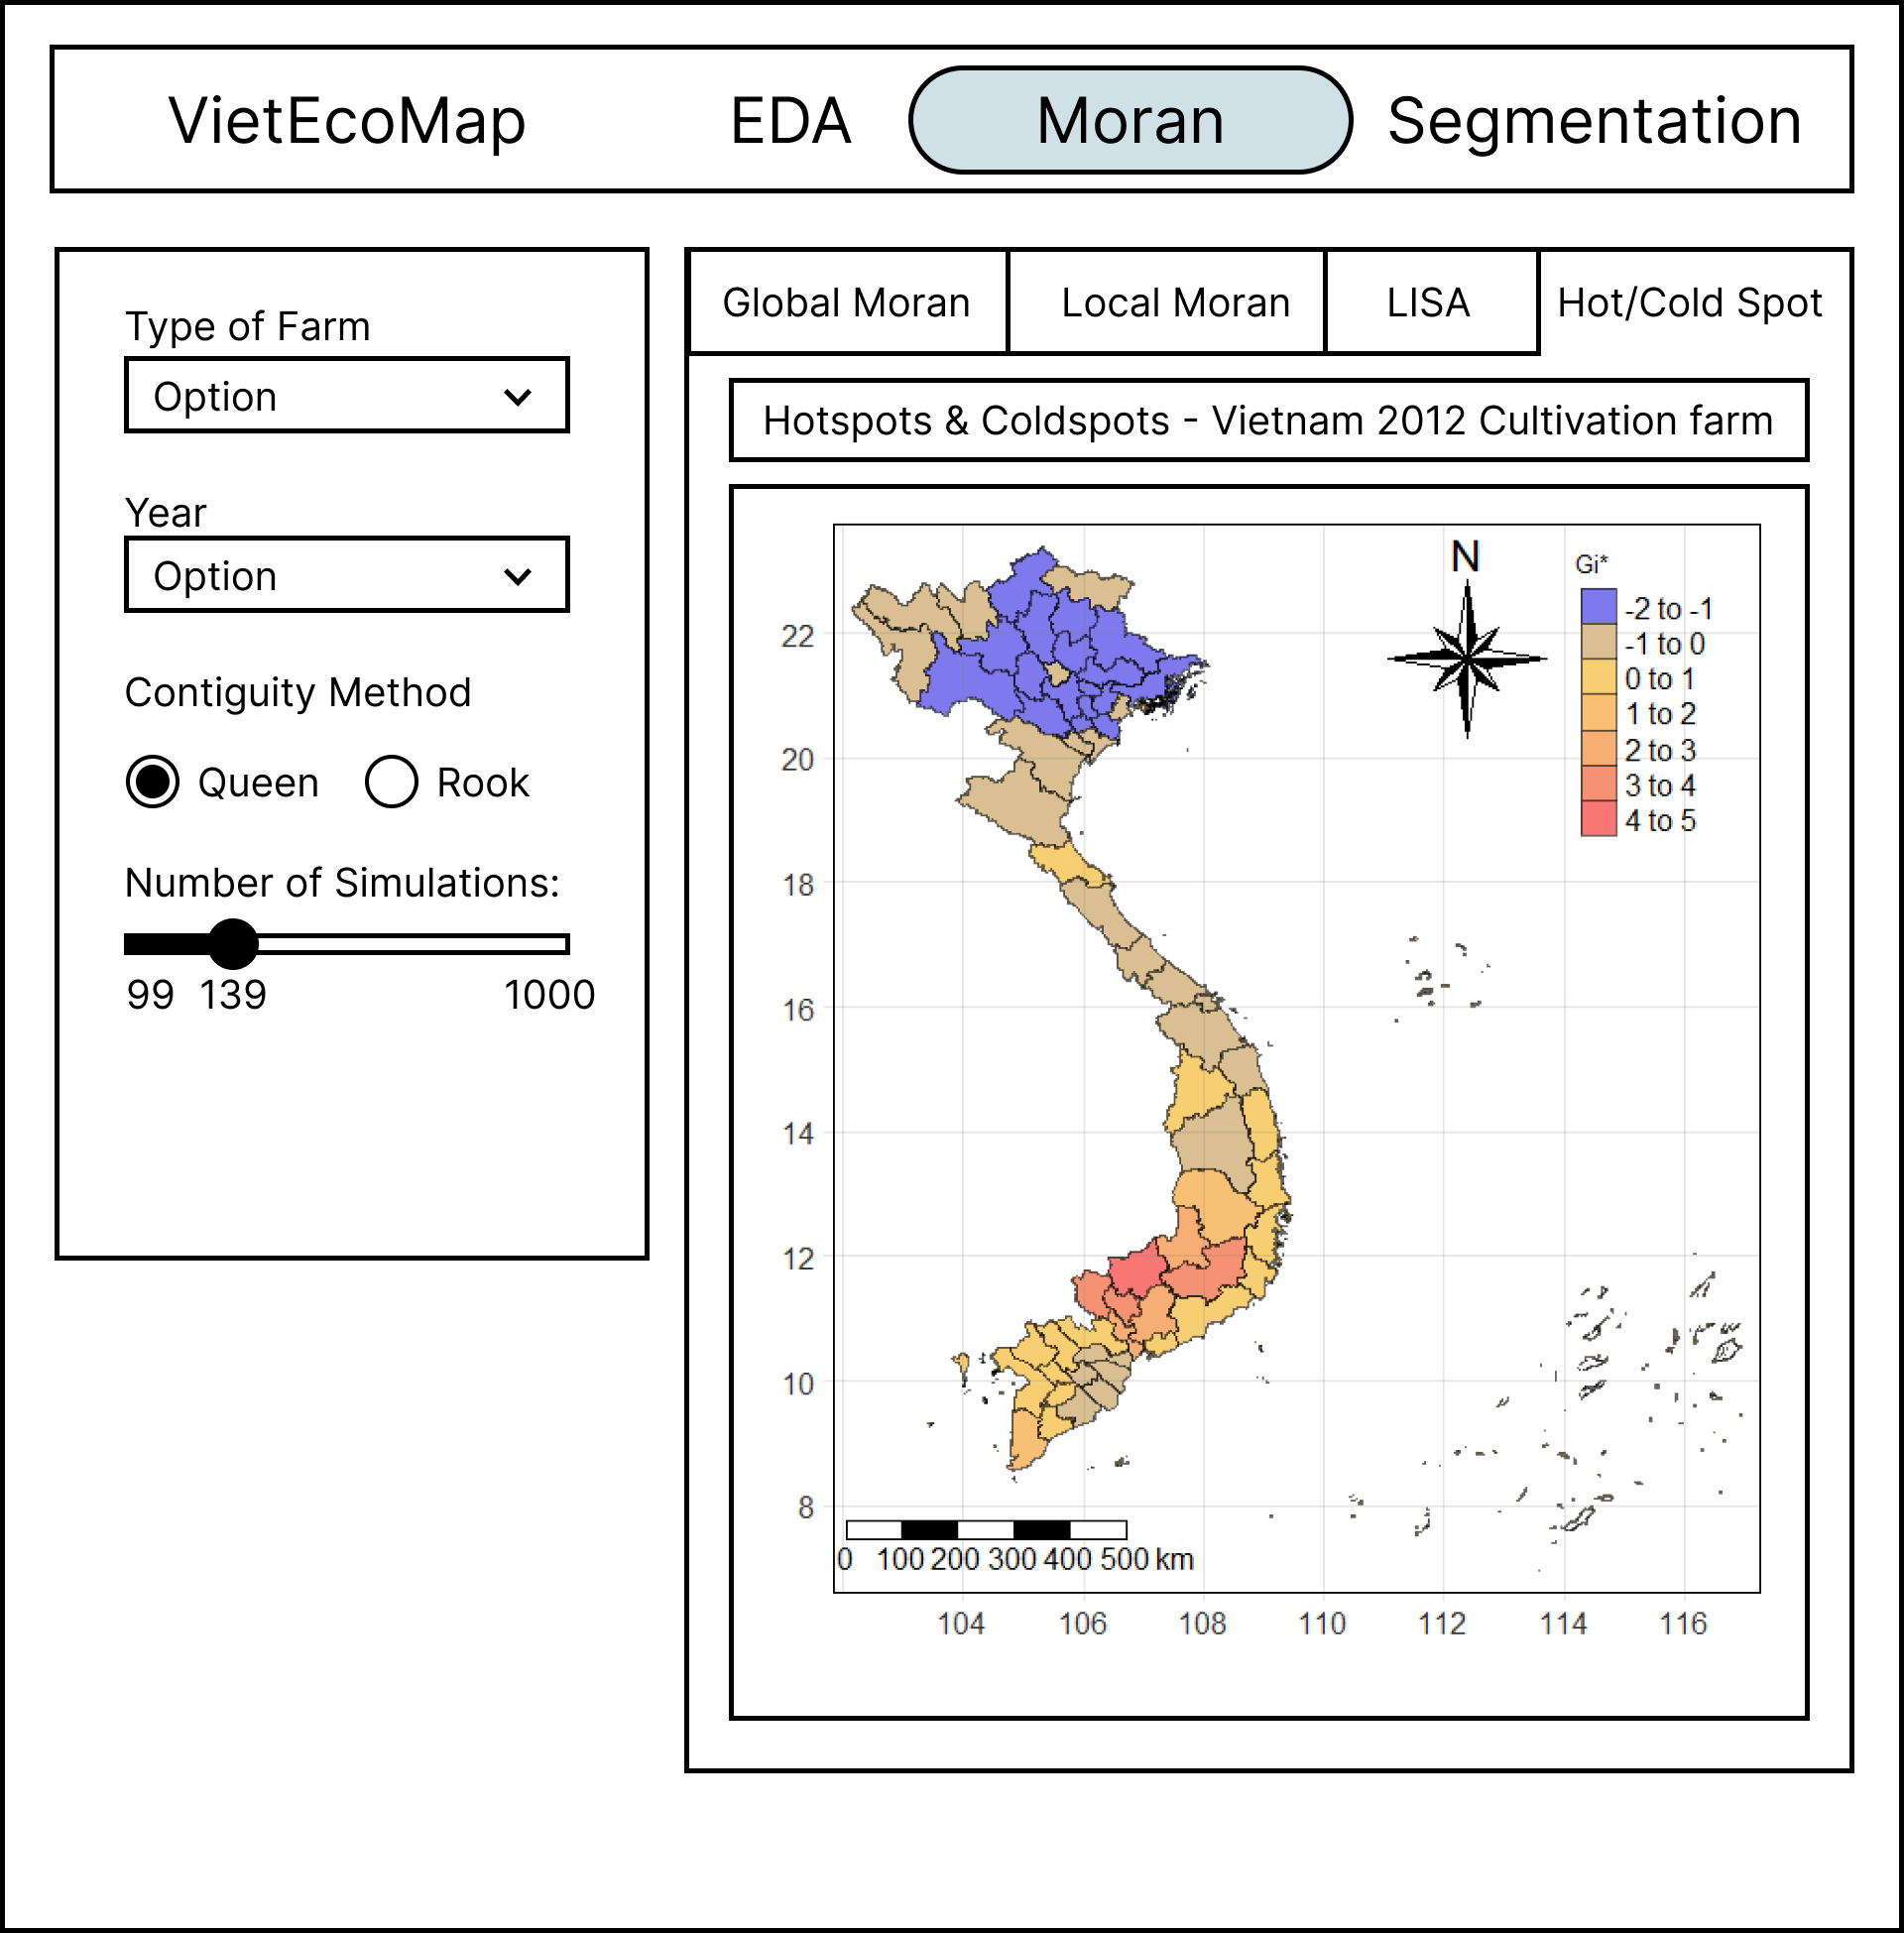 VietEcoMap EDA Moran Segmentation
Type of Farm
Option
Year
Option
Contiguity Method
Queen Rook
Number of Simulations:
99 139 1000
Global Moran Local Moran LISA Hot/Cold Spot
Hotspots & Coldspots - Vietnam 2012 Cultivation farm
N
Gi*
-2 to -1
-1 to 0
0 to 1
1 to 2
2 to 3
3 to 4
4 to 5
22
20
18
16
14
12
10
8
0 100 200 300 400 500 km
104 106 108 110 112 114 116